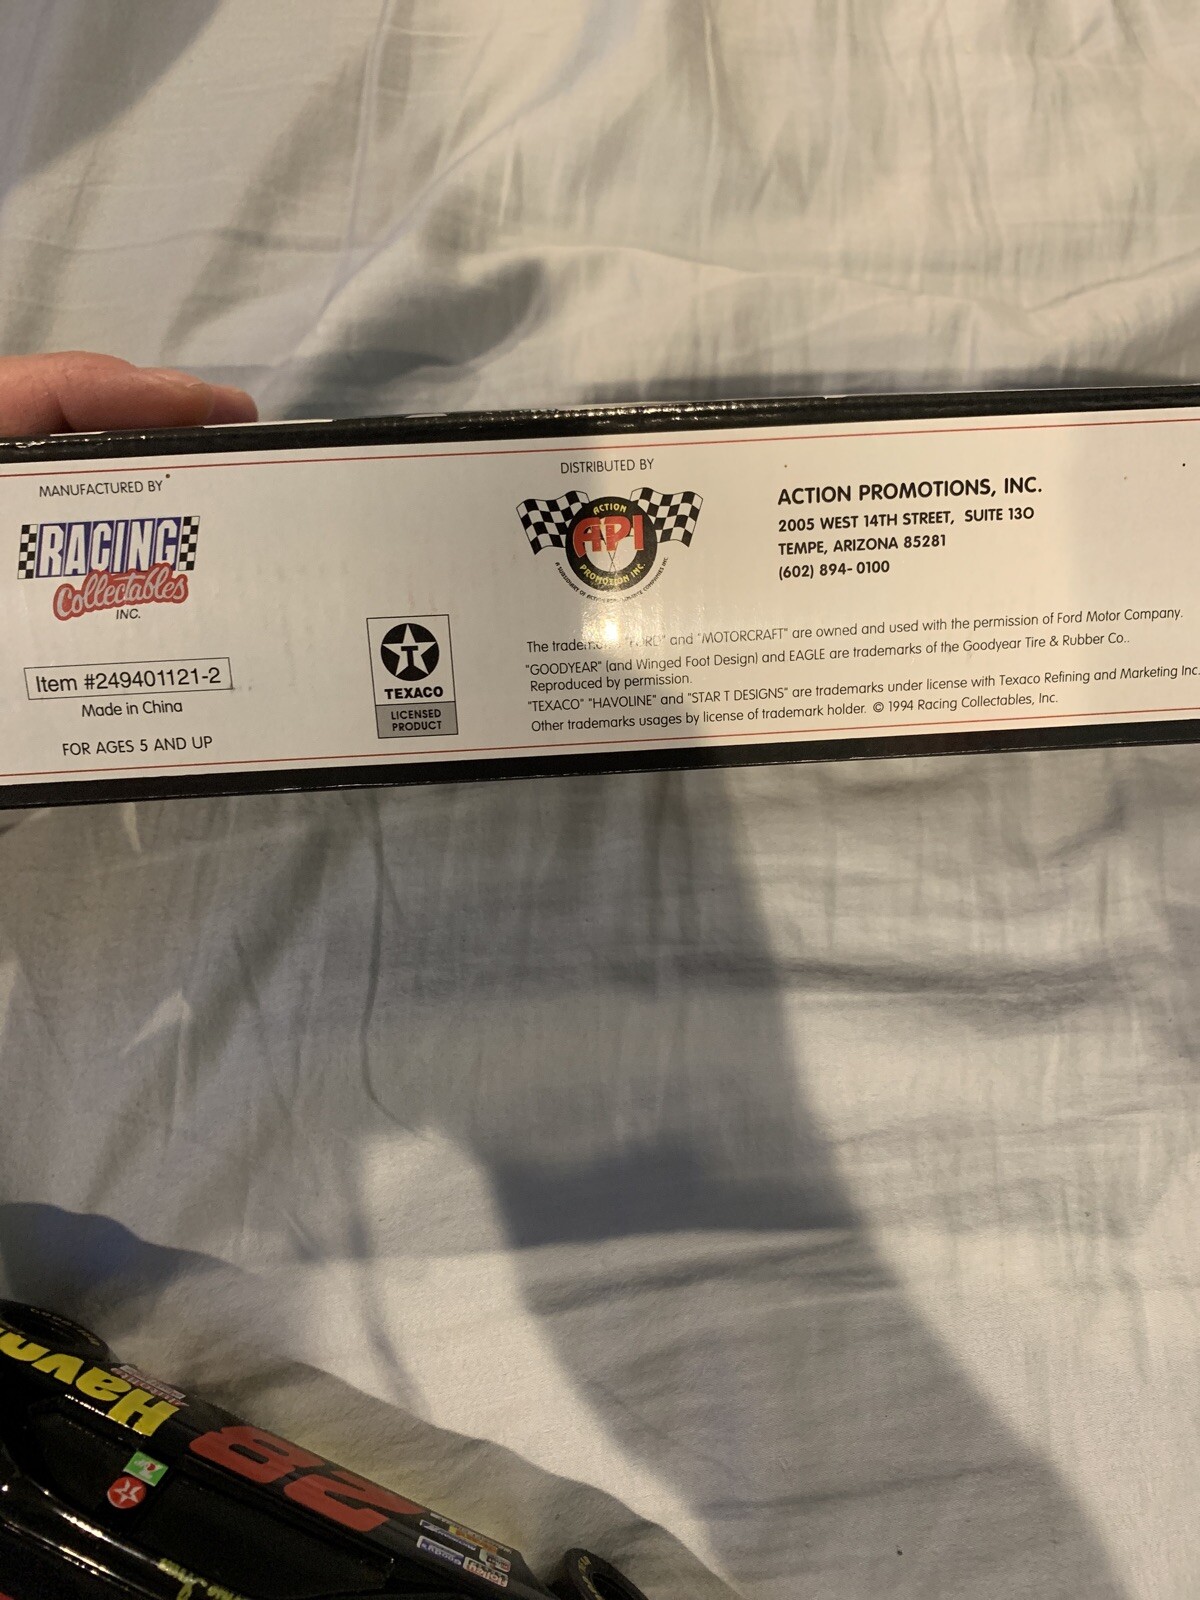 MANUFACTURED BY
RACING
Collectables
INC.
Item #249401121-2
Made in China
FOR AGES 5 AND UP
TEXACO
LICENSED
PRODUCT
DISTRIBUTED BY
ACTION
API
PROMOTION INC.
ACTION PROMOTIONS, INC.
2005 WEST 14TH STREET, SUITE 130
TEMPE, ARIZONA 85281
(602) 894-0100
The "FORD" and "MOTORCRAFT" are owned and used with the permission of Ford Motor Company.
"GOODYEAR" (and Winged Foot Design) and EAGLE are trademarks of the Goodyear Tire & Rubber Co..
Reproduced by permission.
"TEXACO" "HAVOLINE" and "STAR T DESIGNS" are trademarks under license with Texaco Refining and Marketing Inc.
Other trademarks usages by license of trademark holder. © 1994 Racing Collectables, Inc.
28